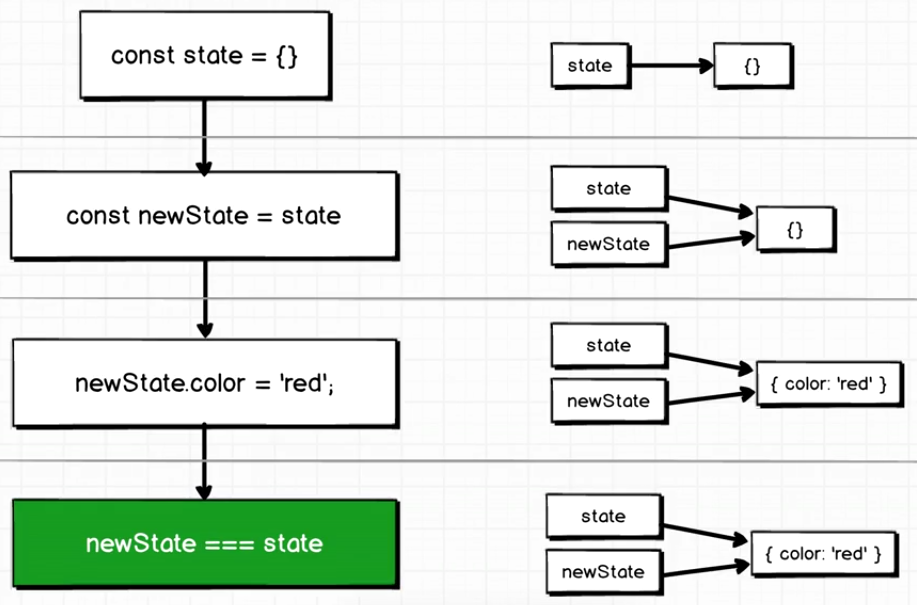 const state = {}
state
{}
const newState = state
state
newState
{}
newState.color = 'red';
state
newState
{ color: 'red' }
newState === state
state
newState
{ color: 'red' }